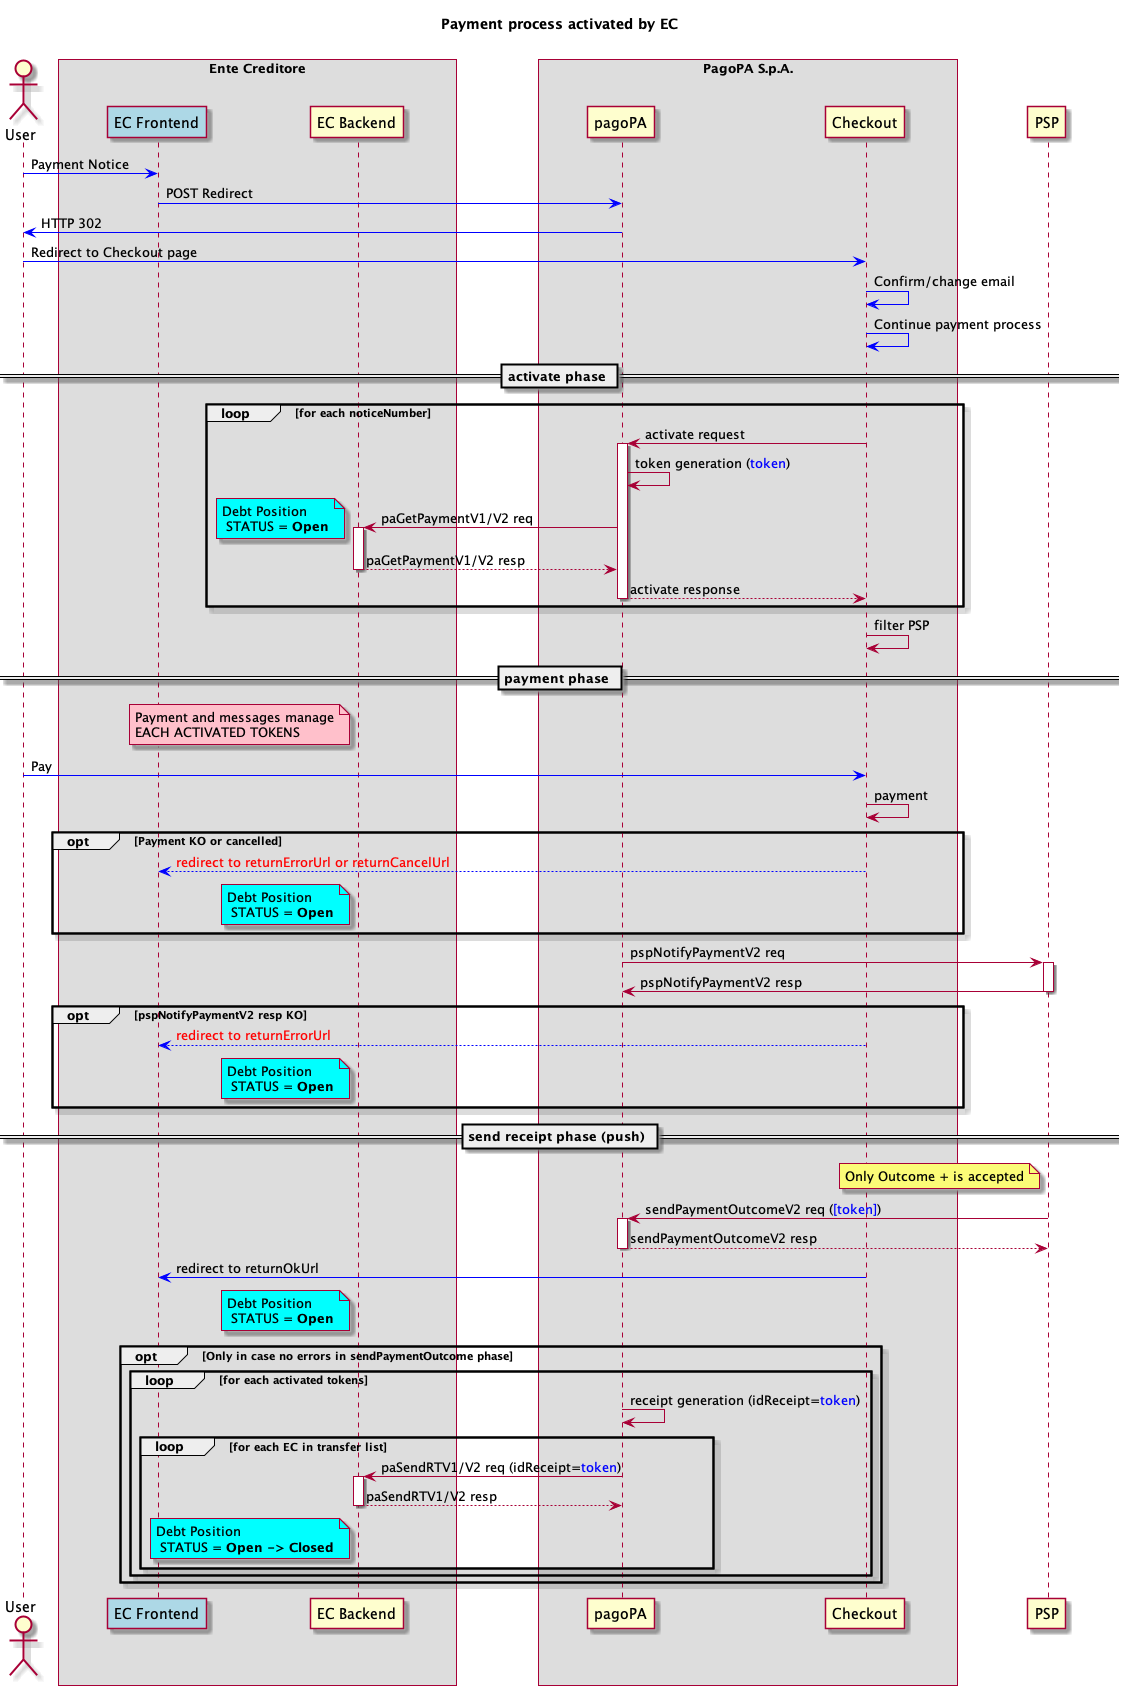 Payment process activated by EC
Ente Creditore
PagoPA S.p.A.
User
EC Frontend
EC Backend
pagoPA
Checkout
PSP
Payment Notice
POST Redirect
HTTP 302
Redirect to Checkout page
Confirm/change email
Continue payment process
activate phase
loop [for each noticeNumber]
activate request
token generation (token)
Debt Position
STATUS = Open
paGetPaymentV1/V2 req
paGetPaymentV1/V2 resp
activate response
filter PSP
payment phase
Payment and messages manage
EACH ACTIVATED TOKENS
Pay
payment
opt [Payment KO or cancelled]
redirect to returnErrorUrl or returnCancelUrl
Debt Position
STATUS = Open
pspNotifyPaymentV2 req
pspNotifyPaymentV2 resp
opt [pspNotifyPaymentV2 resp KO]
redirect to returnErrorUrl
Debt Position
STATUS = Open
send receipt phase (push)
Only Outcome + is accepted
sendPaymentOutcomeV2 req ([token])
sendPaymentOutcomeV2 resp
redirect to returnOkUrl
Debt Position
STATUS = Open
opt [Only in case no errors in sendPaymentOutcome phase]
loop [for each activated tokens]
receipt generation (idReceipt=token)
loop [for each EC in transfer list]
paSendRTV1/V2 req (idReceipt=token)
paSendRTV1/V2 resp
Debt Position
STATUS = Open -> Closed
User
EC Frontend
EC Backend
pagoPA
Checkout
PSP